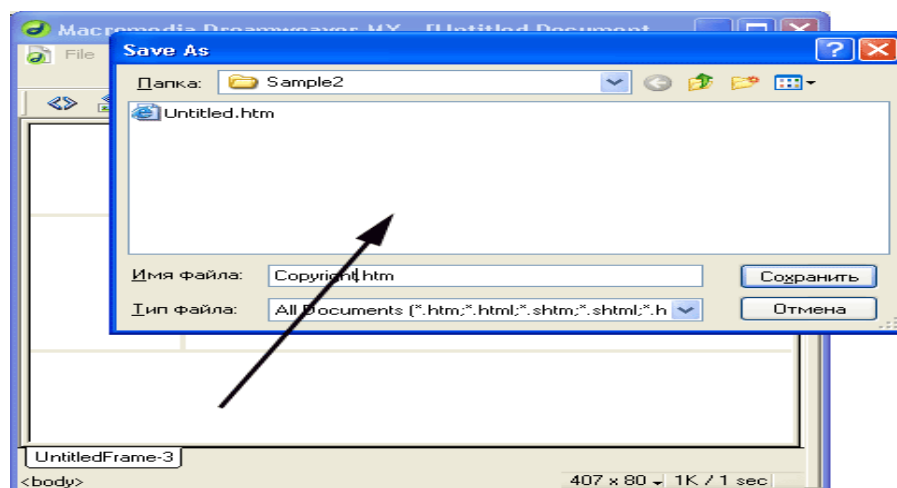 Macromedia Dreamweaver MX - [Untitled Document
File
Save As
Папка: Sample2
Untitled.htm
Имя файла: Copyright.htm
Сохранить
Тип файла: All Documents (*.htm;*.html;*.shtm;*.shtml;*.h
Отмена
UntitledFrame-3
<body>
407 x 80 1K / 1 sec